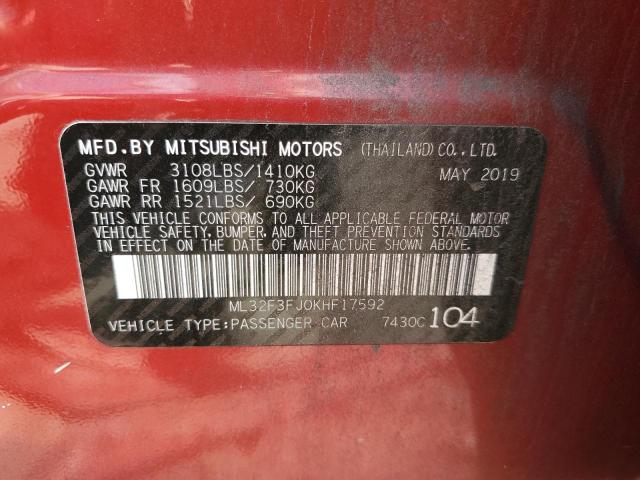 MFD.BY MITSUBISHI MOTORS (THAILAND)CO.,LTD.
GVWR 3108LBS/1410KG MAY 2019
GAWR FR 1609LBS/ 730KG
GAWR RR 1521LBS/ 690KG
THIS VEHICLE CONFORMS TO ALL APPLICABLE FEDERAL MOTOR
VEHICLE SAFETY, BUMPER, AND THEFT PREVENTION STANDARDS
IN EFFECT ON THE DATE OF MANUFACTURE SHOWN ABOVE.
ML32F3FJ0KHF17592
VEHICLE TYPE:PASSENGER CAR 7430C 104